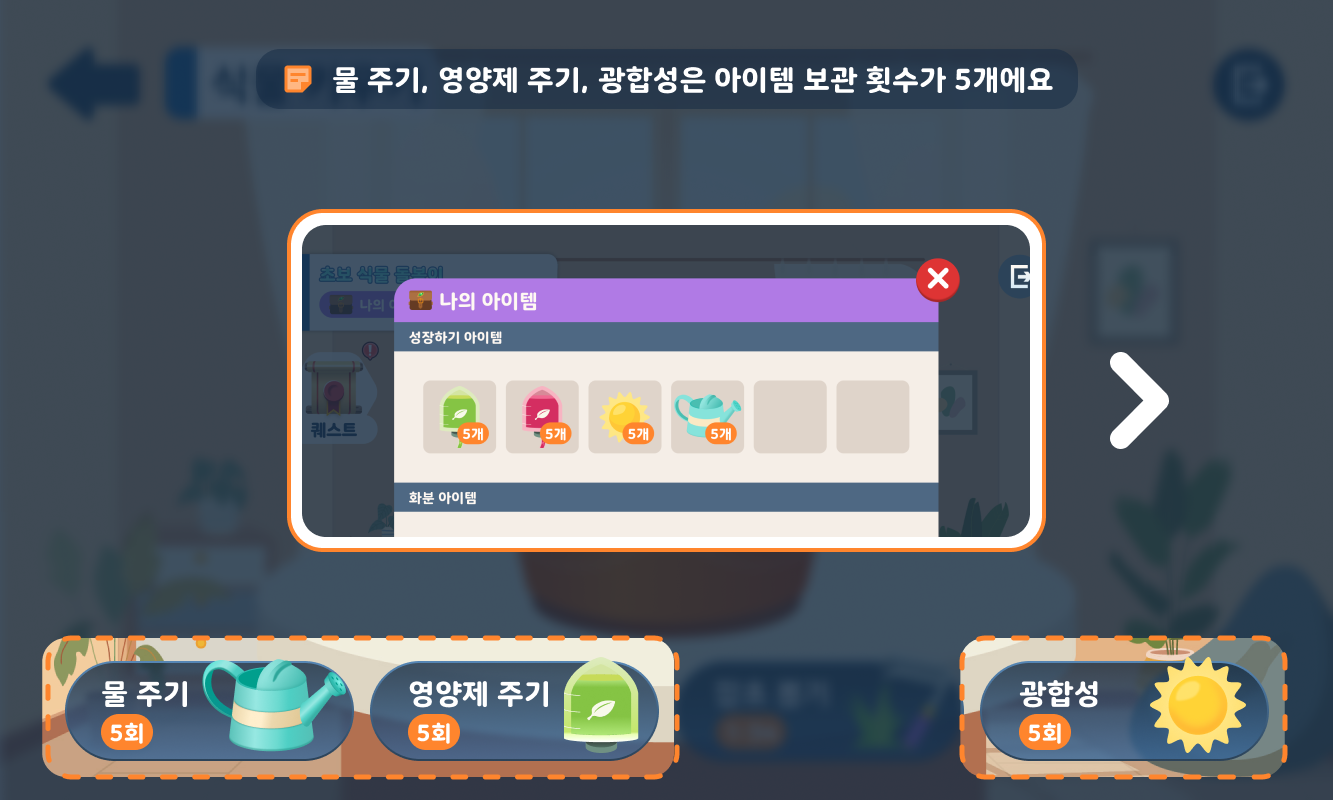 물 주기, 영양제 주기, 광합성은 아이템 보관 횟수가 5개에요
초보 식물 돌봄이
나의
나의 아이템
성장하기 아이템
퀘스트
5개
5개
5개
5개
화분 아이템
물 주기
5회
영양제 주기
5회
광합성
5회